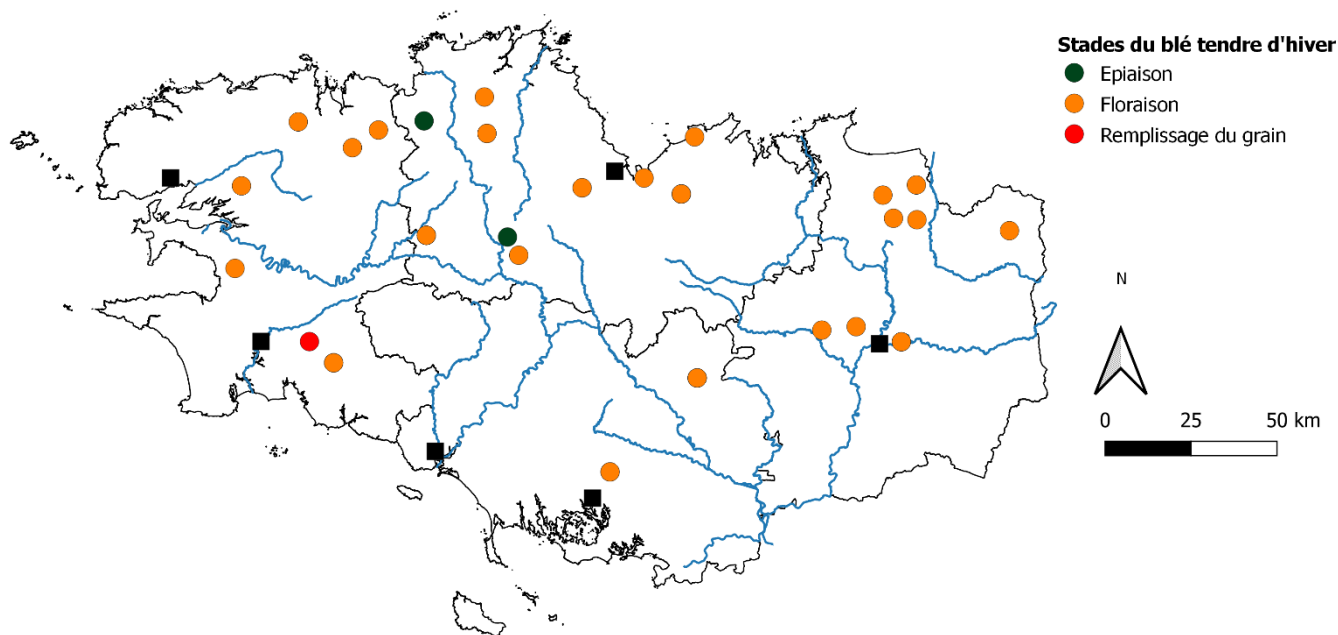 Stades du blé tendre d'hiver
Epiaison
Floraison
Remplissage du grain
N
0 25 50 km